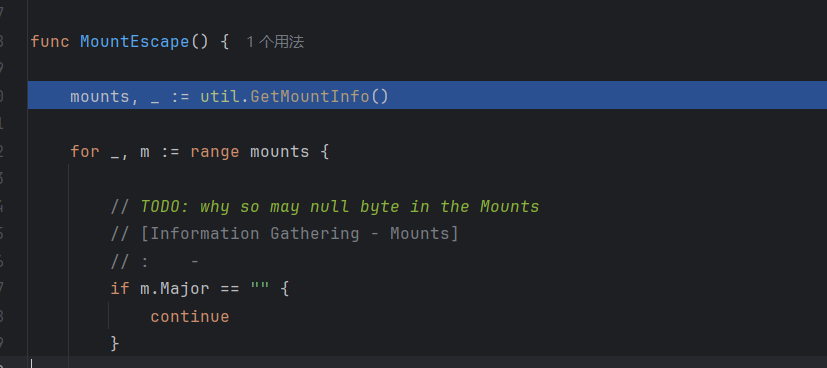 func MountEscape() { 1 个用法
mounts, _ := util.GetMountInfo()
for _, m := range mounts {
// TODO: why so may null byte in the Mounts
// [Information Gathering - Mounts]
// :    -
if m.Major == "" {
continue
}